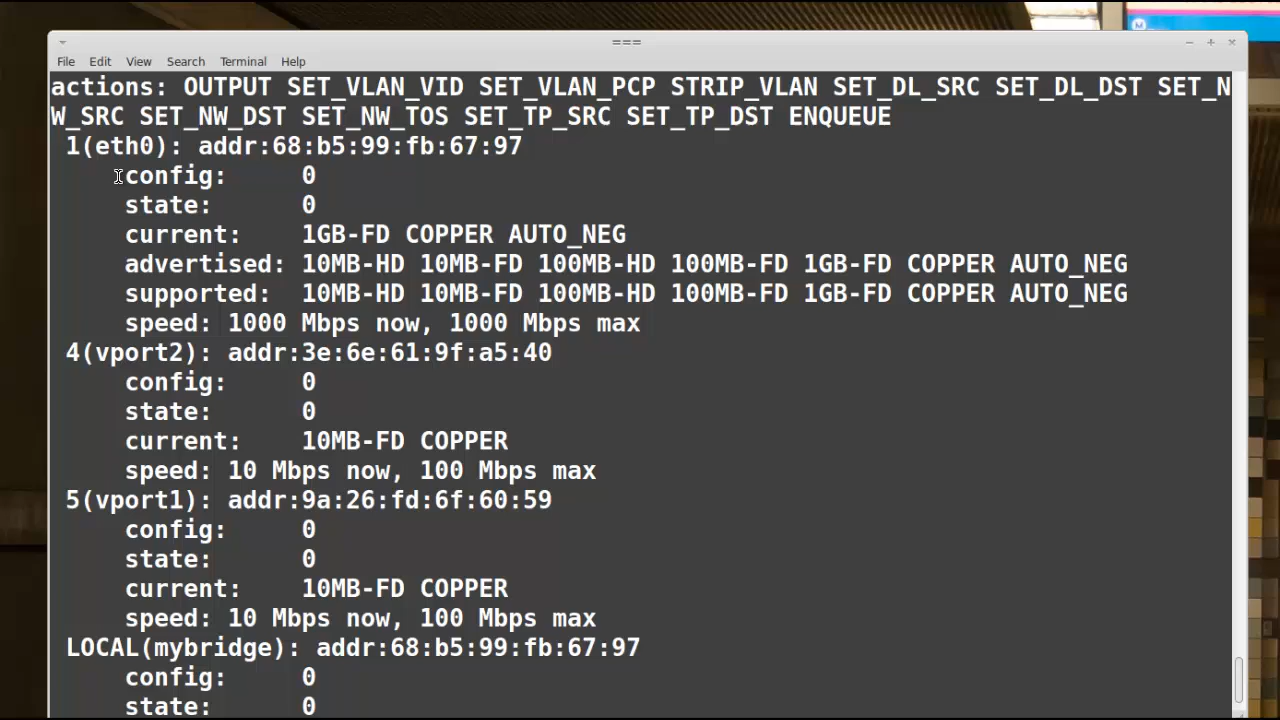 ===
File Edit View Search Terminal Help
actions: OUTPUT SET_VLAN_VID SET_VLAN_PCP STRIP_VLAN SET_DL_SRC SET_DL_DST SET_N
W_SRC SET_NW_DST SET_NW_TOS SET_TP_SRC SET_TP_DST ENQUEUE
1(eth0): addr:68:b5:99:fb:67:97
config: 0
state: 0
current: 1GB-FD COPPER AUTO_NEG
advertised: 10MB-HD 10MB-FD 100MB-HD 100MB-FD 1GB-FD COPPER AUTO_NEG
supported: 10MB-HD 10MB-FD 100MB-HD 100MB-FD 1GB-FD COPPER AUTO_NEG
speed: 1000 Mbps now, 1000 Mbps max
4(vport2): addr:3e:6e:61:9f:a5:40
config: 0
state: 0
current: 10MB-FD COPPER
speed: 10 Mbps now, 100 Mbps max
5(vport1): addr:9a:26:fd:6f:60:59
config: 0
state: 0
current: 10MB-FD COPPER
speed: 10 Mbps now, 100 Mbps max
LOCAL(mybridge): addr:68:b5:99:fb:67:97
config: 0
state: 0